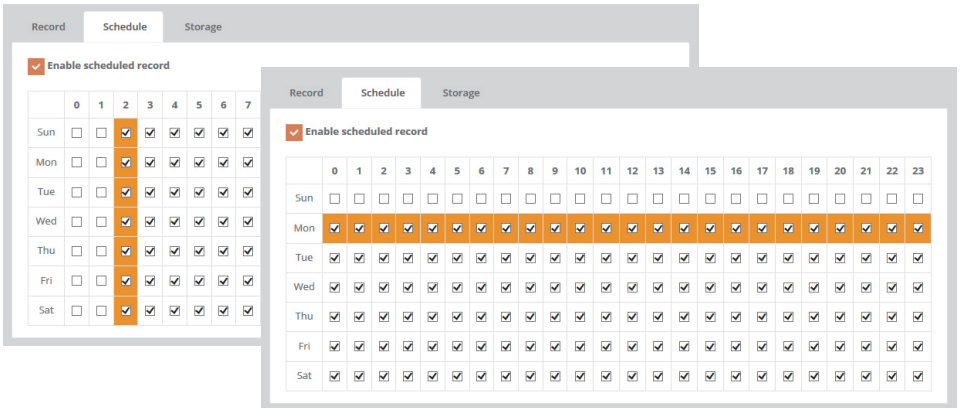 Record Schedule Storage
Enable scheduled record
0 1 2 3 4 5 6 7
Sun
Mon
Tue
Wed
Thu
Fri
Sat
Record Schedule Storage
Enable scheduled record
0 1 2 3 4 5 6 7 8 9 10 11 12 13 14 15 16 17 18 19 20 21 22 23
Sun
Mon
Tue
Wed
Thu
Fri
Sat